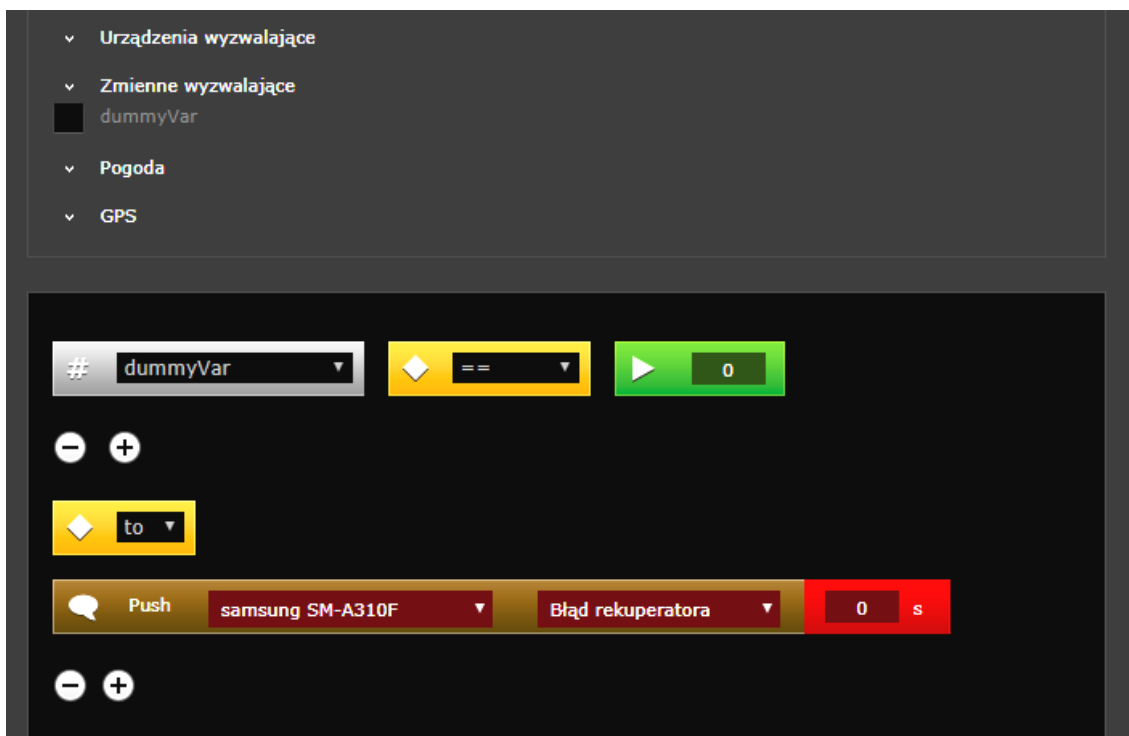 Urządzenia wyzwalające
Zmienne wyzwalające
dummyVar
Pogoda
GPS
# dummyVar == 0
to
Push samsung SM-A310F Błąd rekuperatora 0 s